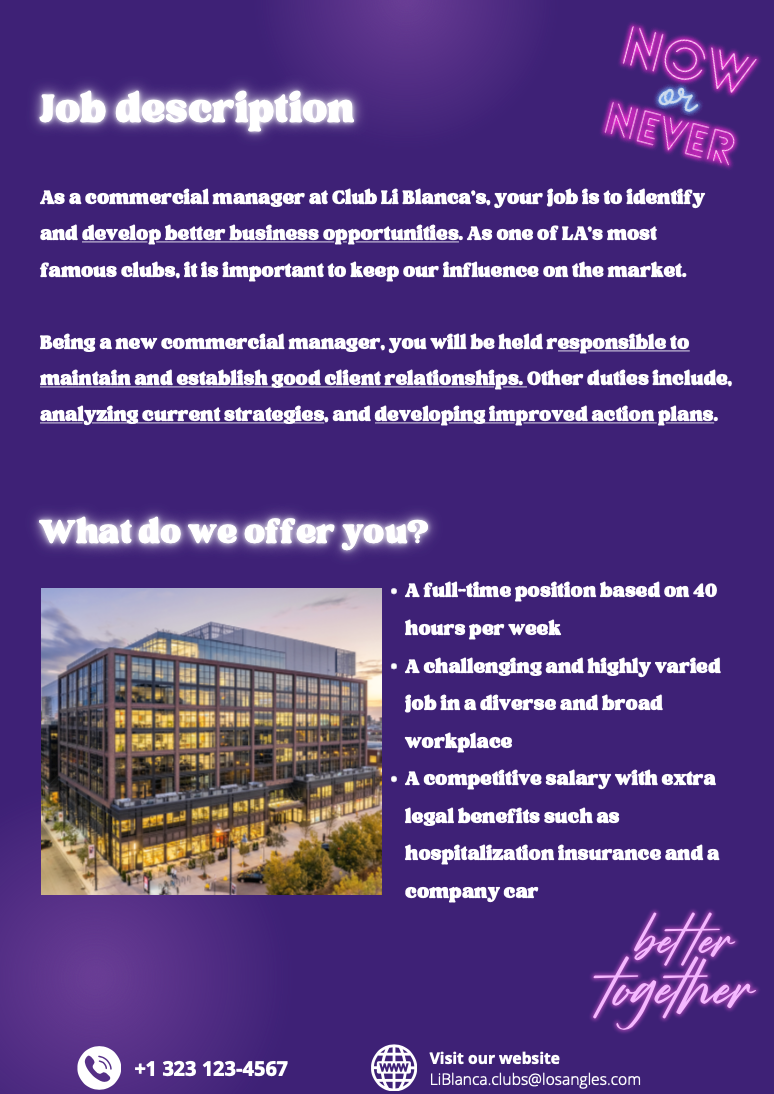 NOW
or
NEVER
Job description
As a commercial manager at Club Li Blanca's, your job is to identify
and develop better business opportunities. As one of LA's most
famous clubs, it is important to keep our influence on the market.
Being a new commercial manager, you will be held responsible to
maintain and establish good client relationships. Other duties include,
analyzing current strategies, and developing improved action plans.
What do we offer you?
• A full-time position based on 40
hours per week
• A challenging and highly varied
job in a diverse and broad
workplace
• A competitive salary with extra
legal benefits such as
hospitalization insurance and a
company car
better
together
+1 323 123-4567
WWW
Visit our website
LiBlanca.clubs@losangles.com